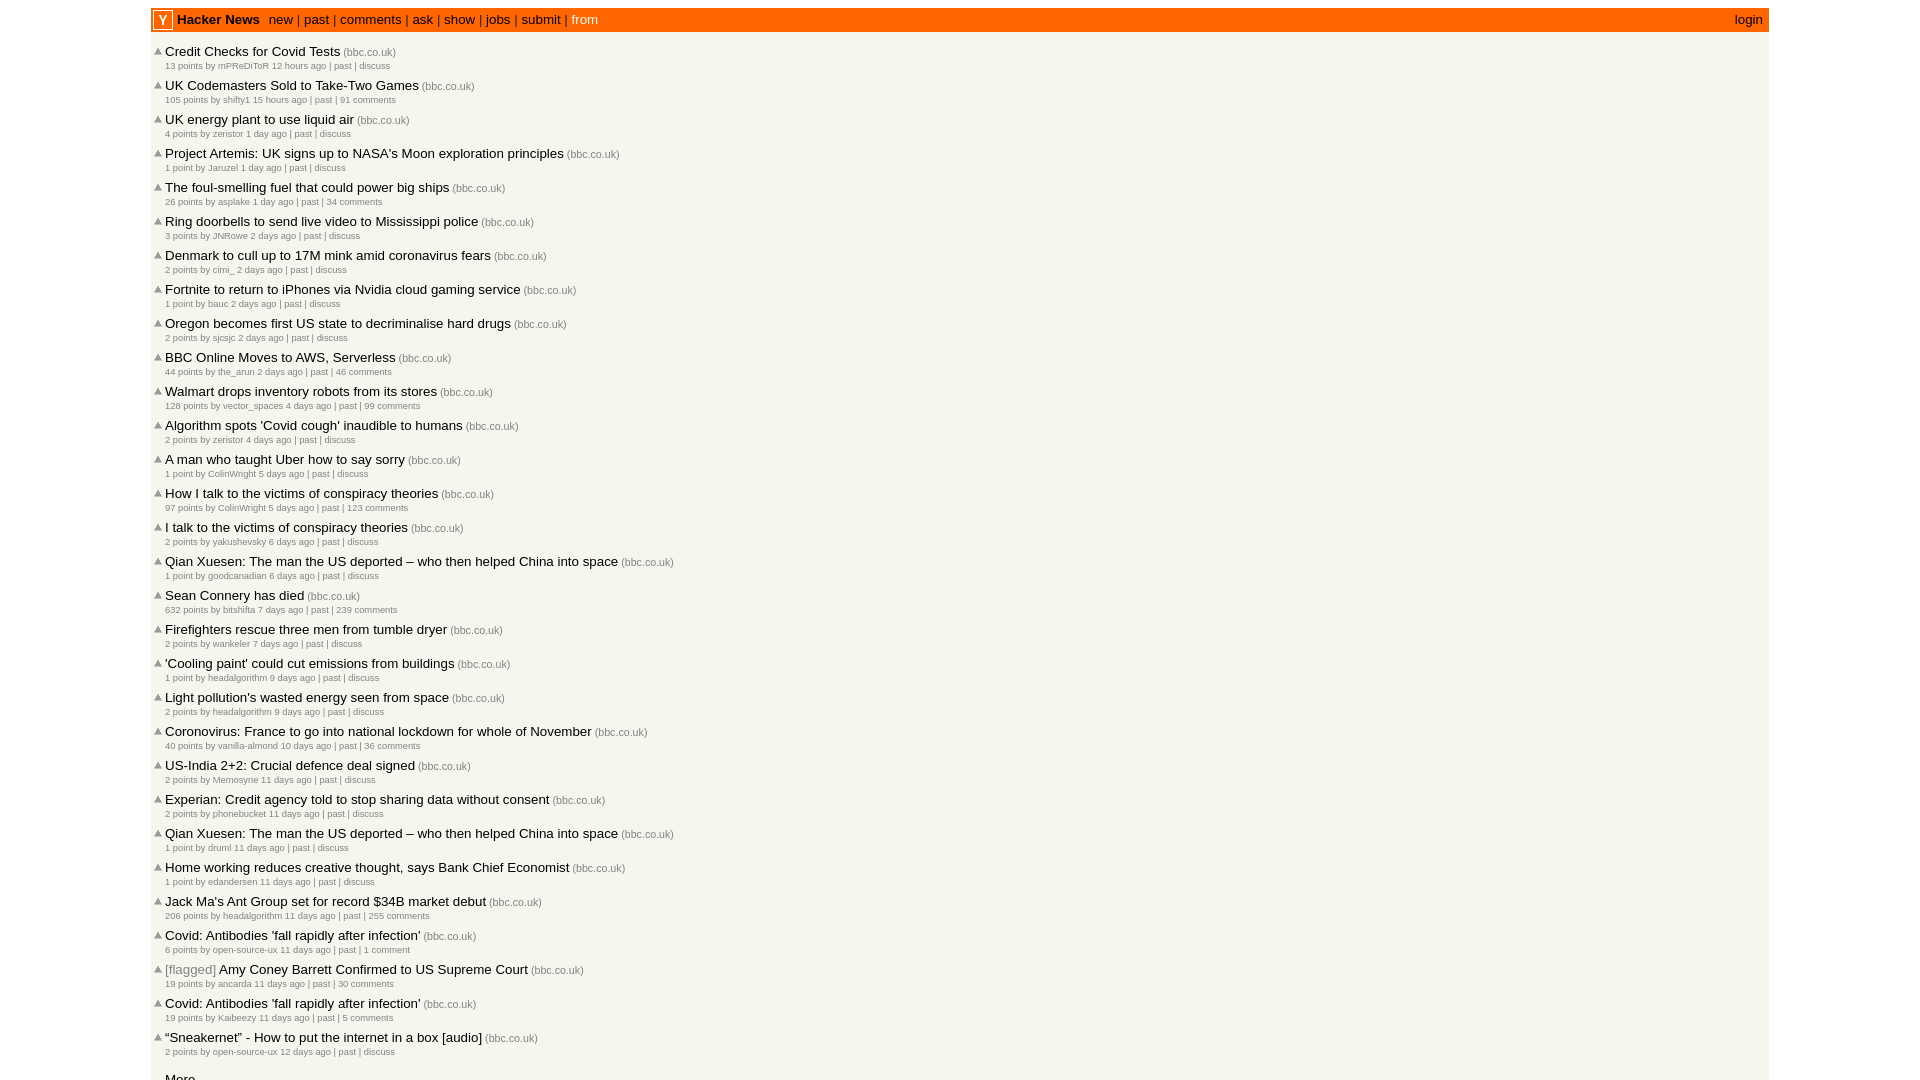 Y Hacker News new | past | comments | ask | show | jobs | submit | from login
Credit Checks for Covid Tests (bbc.co.uk)
13 points by mPReDiToR 12 hours ago | past | discuss
UK Codemasters Sold to Take-Two Games (bbc.co.uk)
105 points by shifty1 15 hours ago | past | 91 comments
UK energy plant to use liquid air (bbc.co.uk)
4 points by zeristor 1 day ago | past | discuss
Project Artemis: UK signs up to NASA's Moon exploration principles (bbc.co.uk)
1 point by Jaruzel 1 day ago | past | discuss
The foul-smelling fuel that could power big ships (bbc.co.uk)
26 points by asplake 1 day ago | past | 34 comments
Ring doorbells to send live video to Mississippi police (bbc.co.uk)
3 points by JNRowe 2 days ago | past | discuss
Denmark to cull up to 17M mink amid coronavirus fears (bbc.co.uk)
2 points by cimi_ 2 days ago | past | discuss
Fortnite to return to iPhones via Nvidia cloud gaming service (bbc.co.uk)
1 point by bauc 2 days ago | past | discuss
Oregon becomes first US state to decriminalise hard drugs (bbc.co.uk)
2 points by sjcsjc 2 days ago | past | discuss
BBC Online Moves to AWS, Serverless (bbc.co.uk)
44 points by the_arun 2 days ago | past | 46 comments
Walmart drops inventory robots from its stores (bbc.co.uk)
128 points by vector_spaces 4 days ago | past | 99 comments
Algorithm spots 'Covid cough' inaudible to humans (bbc.co.uk)
2 points by zeristor 4 days ago | past | discuss
A man who taught Uber how to say sorry (bbc.co.uk)
1 point by ColinWright 5 days ago | past | discuss
How I talk to the victims of conspiracy theories (bbc.co.uk)
97 points by ColinWright 5 days ago | past | 123 comments
I talk to the victims of conspiracy theories (bbc.co.uk)
2 points by yakushevsky 6 days ago | past | discuss
Qian Xuesen: The man the US deported – who then helped China into space (bbc.co.uk)
1 point by goodcanadian 6 days ago | past | discuss
Sean Connery has died (bbc.co.uk)
632 points by bitshifta 7 days ago | past | 239 comments
Firefighters rescue three men from tumble dryer (bbc.co.uk)
2 points by wankeler 7 days ago | past | discuss
'Cooling paint' could cut emissions from buildings (bbc.co.uk)
1 point by headalgorithm 9 days ago | past | discuss
Light pollution's wasted energy seen from space (bbc.co.uk)
2 points by headalgorithm 9 days ago | past | discuss
Coronovirus: France to go into national lockdown for whole of November (bbc.co.uk)
40 points by vanilla-almond 10 days ago | past | 36 comments
US-India 2+2: Crucial defence deal signed (bbc.co.uk)
2 points by Memosyne 11 days ago | past | discuss
Experian: Credit agency told to stop sharing data without consent (bbc.co.uk)
2 points by phonebucket 11 days ago | past | discuss
Qian Xuesen: The man the US deported – who then helped China into space (bbc.co.uk)
1 point by druml 11 days ago | past | discuss
Home working reduces creative thought, says Bank Chief Economist (bbc.co.uk)
1 point by edandersen 11 days ago | past | discuss
Jack Ma's Ant Group set for record $34B market debut (bbc.co.uk)
206 points by headalgorithm 11 days ago | past | 255 comments
Covid: Antibodies 'fall rapidly after infection' (bbc.co.uk)
6 points by open-source-ux 11 days ago | past | 1 comment
[flagged] Amy Coney Barrett Confirmed to US Supreme Court (bbc.co.uk)
19 points by ancarda 11 days ago | past | 30 comments
Covid: Antibodies 'fall rapidly after infection' (bbc.co.uk)
19 points by Kaibeezy 11 days ago | past | 5 comments
“Sneakernet” - How to put the internet in a box [audio] (bbc.co.uk)
2 points by open-source-ux 12 days ago | past | discuss
More